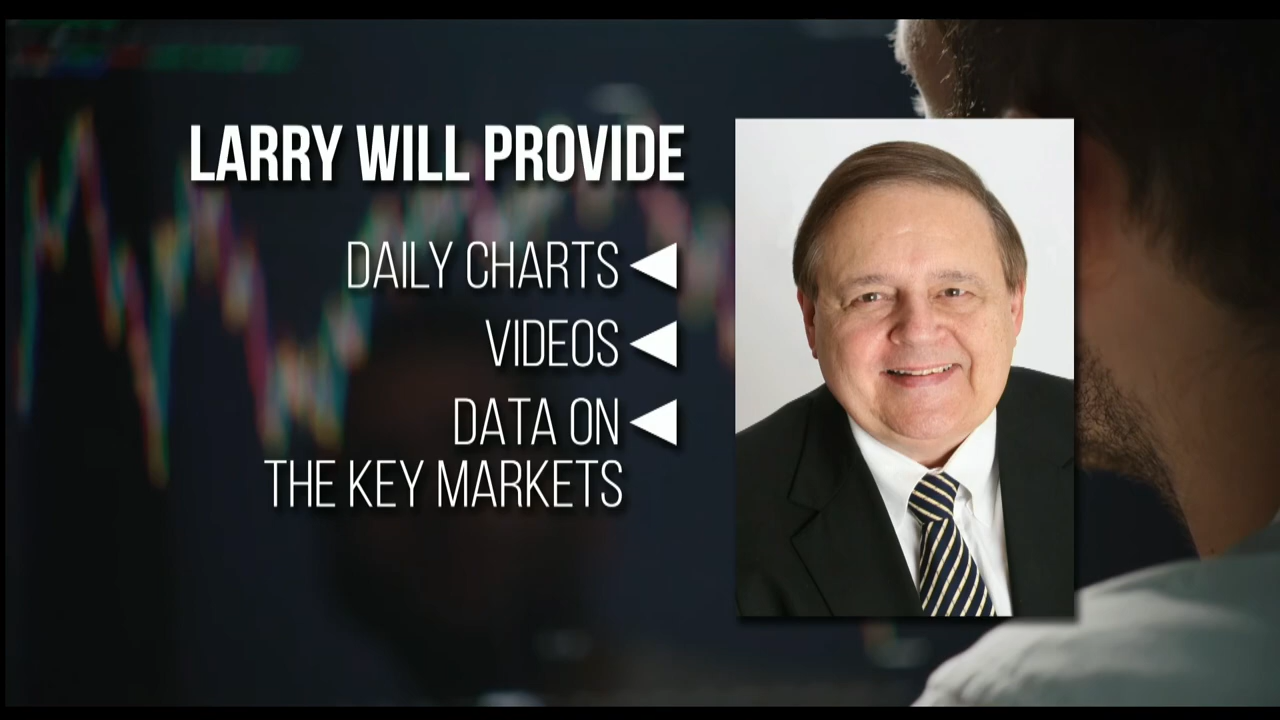 LARRY WILL PROVIDE
DAILY CHARTS
VIDEOS
DATA ON
THE KEY MARKETS